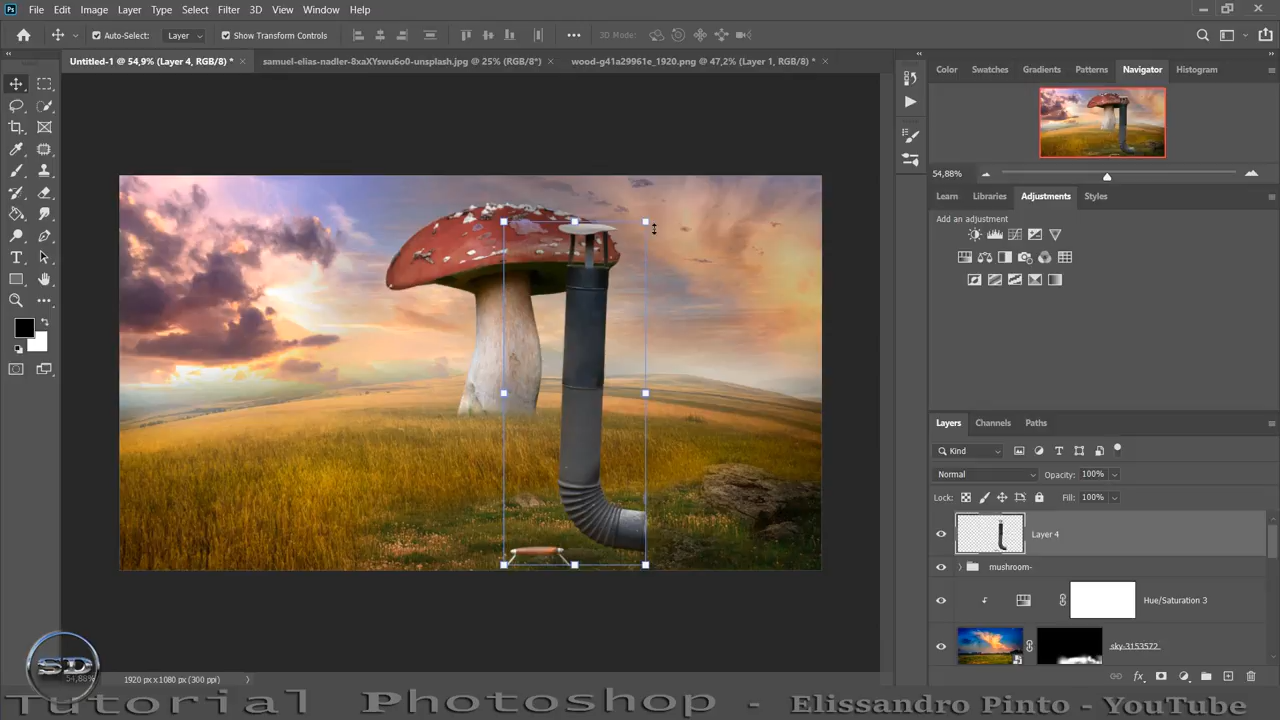 Ps File Edit Image Layer Type Select Filter 3D View Window Help
Auto-Select: Layer Show Transform Controls 3D Mode:
Untitled-1 @ 54,9% (Layer 4, RGB/8) * samuel-elias-nadler-8xaXYswu6o0-unsplash.jpg @ 25% (RGB/8*) wood-g41a29961e_1920.png @ 47,2% (Layer 1, RGB/8) *
Color Swatches Gradients Patterns Navigator Histogram
54,88%
Learn Libraries Adjustments Styles
Add an adjustment
Layers Channels Paths
Kind
Normal Opacity: 100%
Lock: Fill: 100%
Layer 4
mushroom-
Hue/Saturation 3
sky-3153572
SD
54,88% 1920 px x 1080 px (300 ppi)
Tutorial Photoshop - Elissandro Pinto - YouTube